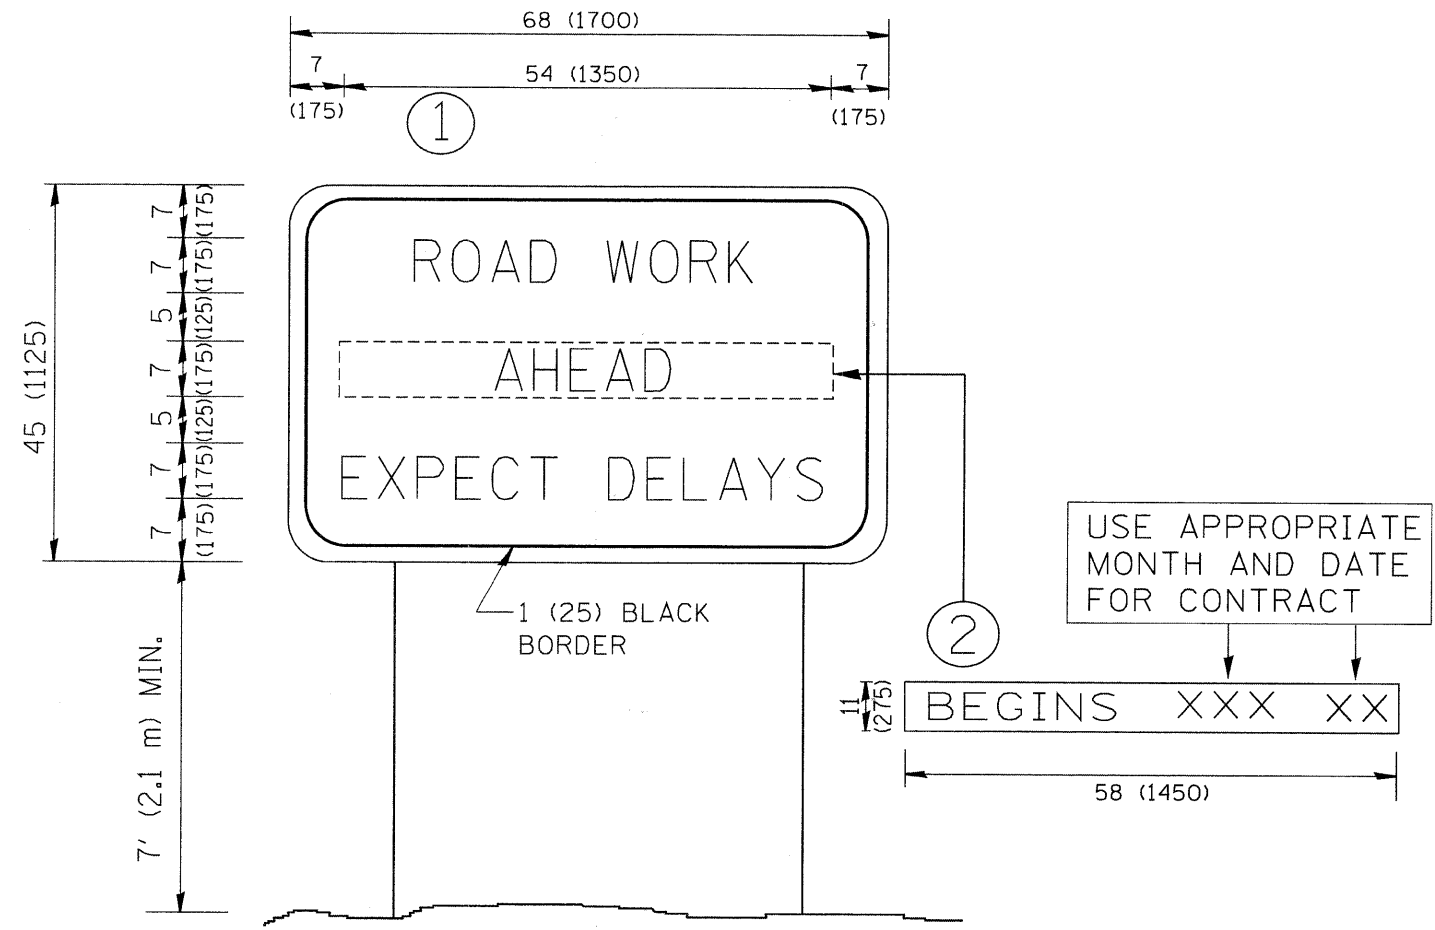 68 (1700)
7
54 (1350)
7
(175)
(175)
1
ROAD WORK
AHEAD
EXPECT DELAYS
45 (1125)
7 (175)
7 (175)
5 (125)
7 (175)
5 (125)
7 (175)
7 (175)
7' (2.1 m) MIN.
1 (25) BLACK
BORDER
2
USE APPROPRIATE
MONTH AND DATE
FOR CONTRACT
11
(275)
BEGINS XXX XX
58 (1450)